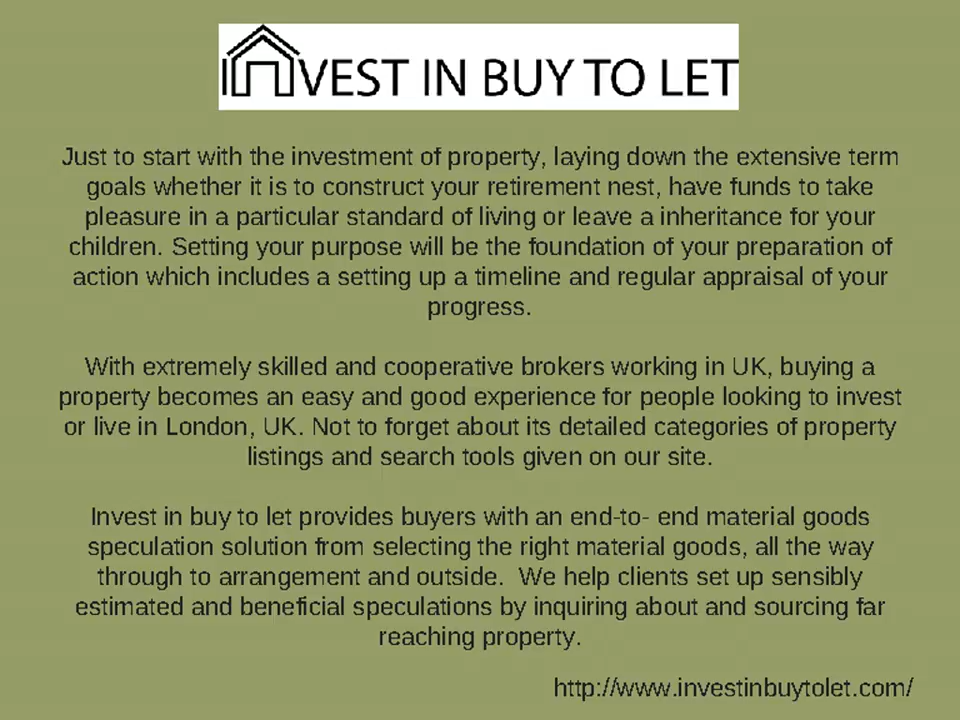 INVEST IN BUY TO LET
Just to start with the investment of property, laying down the extensive term
goals whether it is to construct your retirement nest, have funds to take
pleasure in a particular standard of living or leave a inheritance for your
children. Setting your purpose will be the foundation of your preparation of
action which includes a setting up a timeline and regular appraisal of your
progress.
With extremely skilled and cooperative brokers working in UK, buying a
property becomes an easy and good experience for people looking to invest
or live in London, UK. Not to forget about its detailed categories of property
listings and search tools given on our site.
Invest in buy to let provides buyers with an end-to- end material goods
speculation solution from selecting the right material goods, all the way
through to arrangement and outside.  We help clients set up sensibly
estimated and beneficial speculations by inquiring about and sourcing far
reaching property.
http://www.investinbuytolet.com/